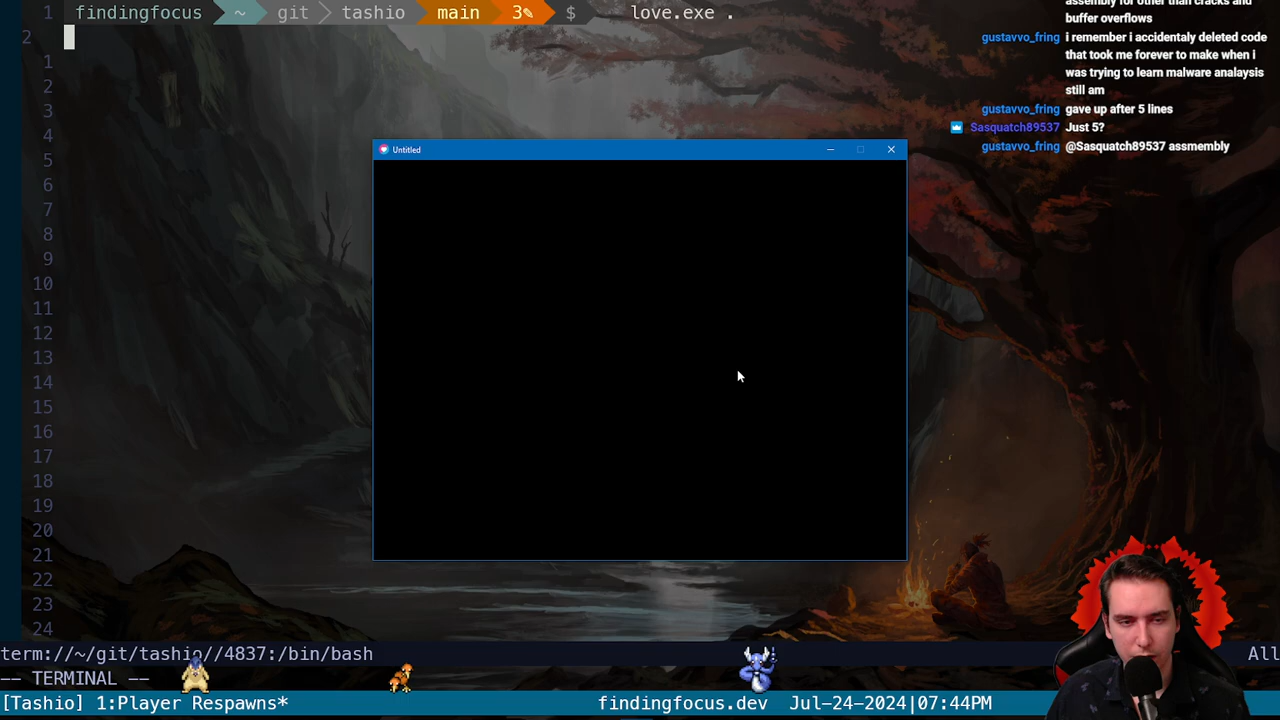 1 findingfocus ~ git tashio main 3✎ $ love.exe .
2
1
2
3
4
5
6
7
8
9
10
11
12
13
14
15
16
17
18
19
20
21
22
23
24
assembly for other than cracks and
buffer overflows
gustavvo_fring i remember i accidentaly deleted code
that took me forever to make when i
was trying to learn malware analaysis
still am
gustavvo_fring gave up after 5 lines
Sasquatch89537 Just 5?
gustavvo_fring @Sasquatch89537 assmembly
Untitled
term://~/git/tashio//4837:/bin/bash All
-- TERMINAL --
[Tashio] 1:Player Respawns* findingfocus.dev Jul-24-2024|07:44PM